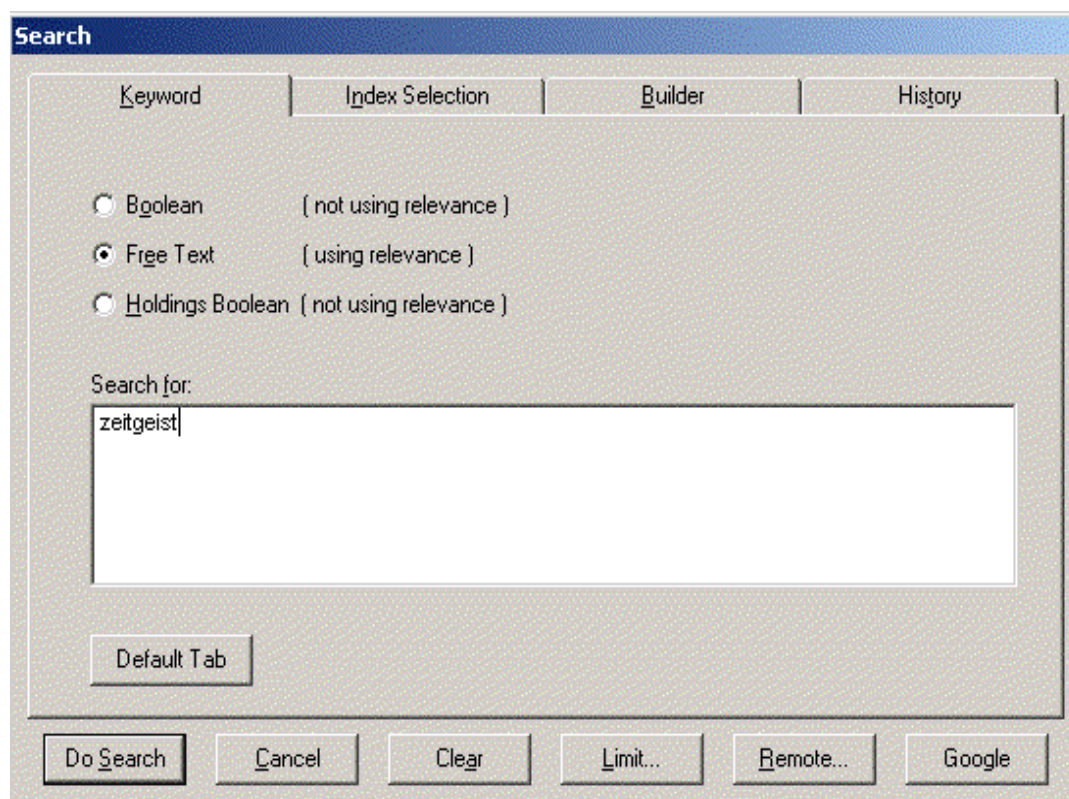 Search
Keyword Index Selection Builder History
Boolean ( not using relevance )
Free Text ( using relevance )
Holdings Boolean ( not using relevance )
Search for:
zeitgeist
Default Tab
Do Search Cancel Clear Limit... Remote... Google